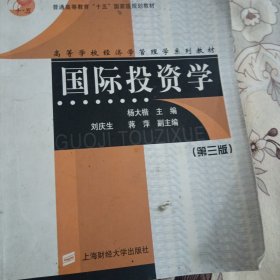 普通高等教育“十五”国家级规划教材
高等学校经济学管理学系列教材
国际投资学
杨大楷 主编
刘庆生 蒋萍 副主编
GUOJI TOUZIXUE
(第三版)
上海财经大学出版社